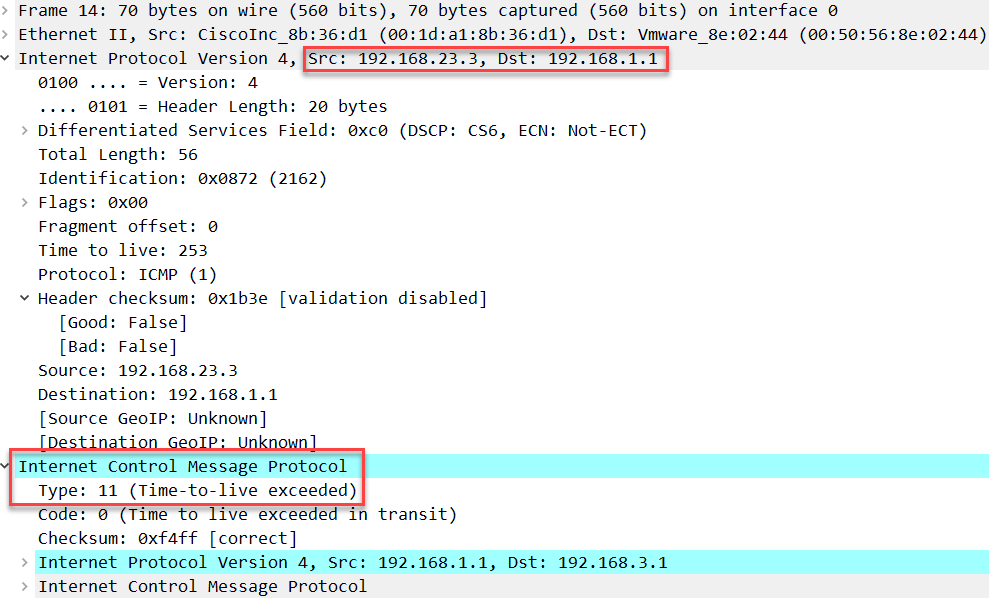 Frame 14: 70 bytes on wire (560 bits), 70 bytes captured (560 bits) on interface 0
Ethernet II, Src: CiscoInc_8b:36:d1 (00:1d:a1:8b:36:d1), Dst: Vmware_8e:02:44 (00:50:56:8e:02:44)
Internet Protocol Version 4, Src: 192.168.23.3, Dst: 192.168.1.1
0100 .... = Version: 4
.... 0101 = Header Length: 20 bytes
Differentiated Services Field: 0xc0 (DSCP: CS6, ECN: Not-ECT)
Total Length: 56
Identification: 0x0872 (2162)
Flags: 0x00
Fragment offset: 0
Time to live: 253
Protocol: ICMP (1)
Header checksum: 0x1b3e [validation disabled]
[Good: False]
[Bad: False]
Source: 192.168.23.3
Destination: 192.168.1.1
[Source GeoIP: Unknown]
[Destination GeoIP: Unknown]
Internet Control Message Protocol
Type: 11 (Time-to-live exceeded)
Code: 0 (Time to live exceeded in transit)
Checksum: 0xf4ff [correct]
Internet Protocol Version 4, Src: 192.168.1.1, Dst: 192.168.3.1
Internet Control Message Protocol